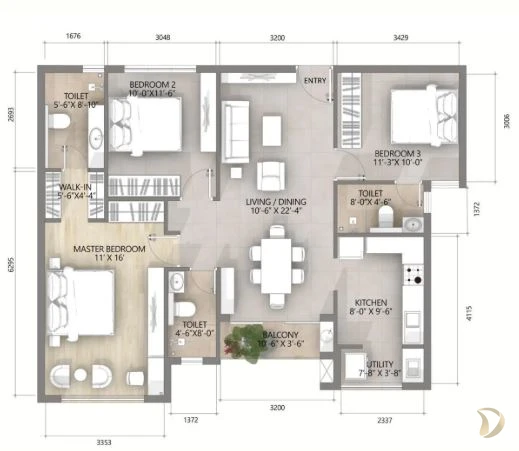 1676 3048 3200 3429
ENTRY
TOILET
5'-6"X 8'-10"
BEDROOM 2
10'-0"X11'-6"
2693
3006
BEDROOM 3
11'-3"X 10'-0"
WALK-IN
5'-6"X4'-4"
LIVING / DINING
10'-6" X 22'-4"
TOILET
8'-0"X 4'-6"
1372
MASTER BEDROOM
11' X 16'
6295
4115
KITCHEN
8'-0" X 9'-6"
TOILET
4'-6"X8'-0"
BALCONY
10'-6" X 3'-6"
UTILITY
7'-8" X 3'-8"
3353
1372
3200
2337